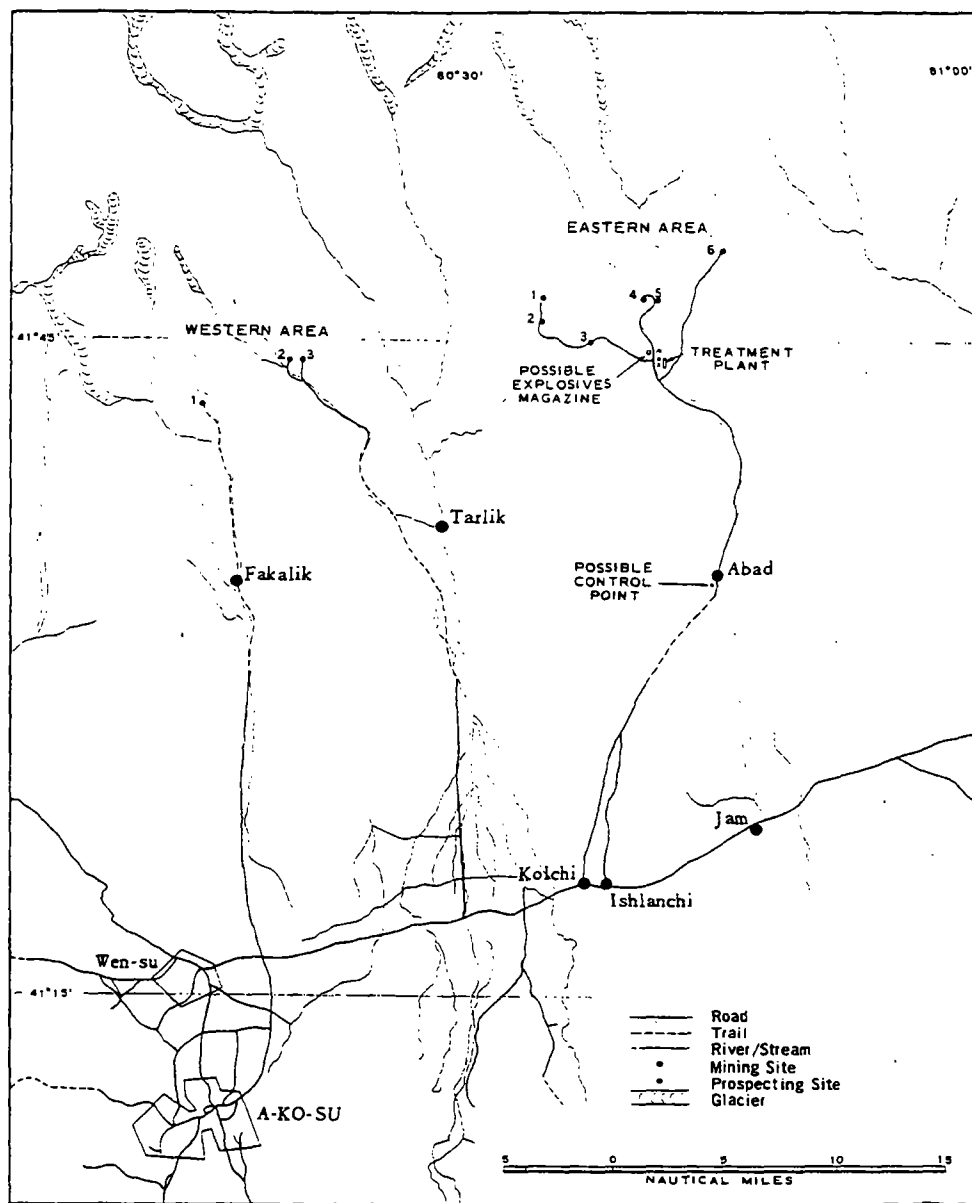 80°30'
81°00'
EASTERN AREA
6
1
4
5
2
3
41°45'
WESTERN AREA
2
3
TREATMENT
PLANT
POSSIBLE
EXPLOSIVES
MAGAZINE
1
Tarlik
Fakalik
POSSIBLE
CONTROL
POINT
Abad
Jam
Kolchi
Ishlanchi
Wen-su
41°15'
A-KO-SU
Road
Trail
River/Stream
Mining Site
Prospecting Site
Glacier
5 0 5 10 15
NAUTICAL MILES